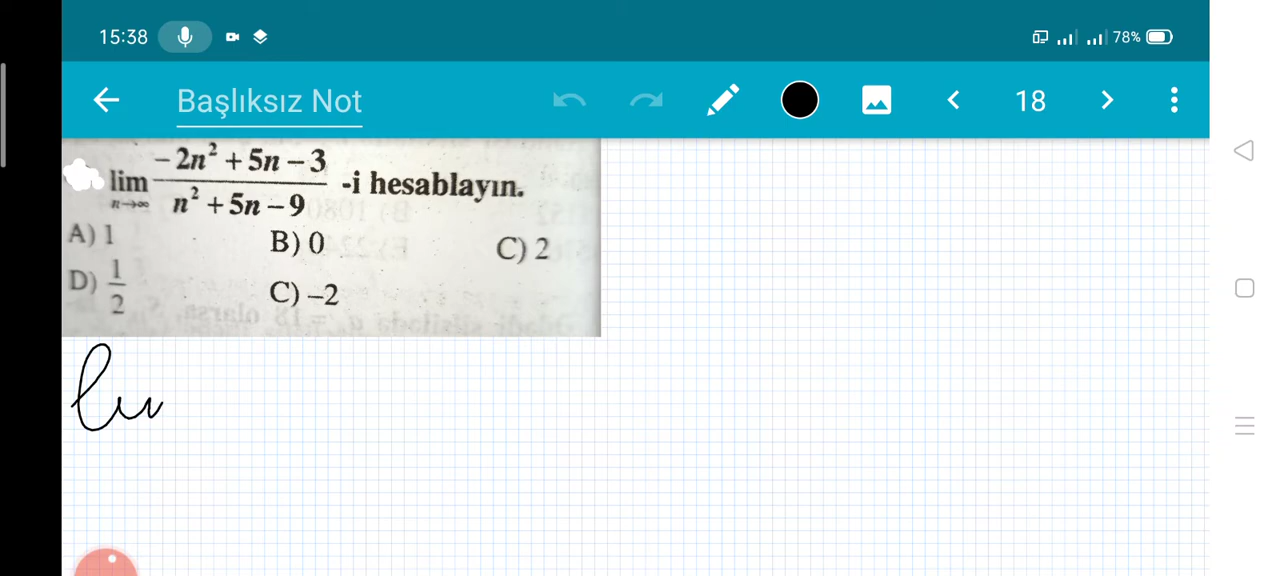 15:38 78%
Başlıksız Not 18
lim n→∞ (−2n² + 5n − 3)/(n² + 5n − 9) -i hesablayın.
A) 1 B) 0 C) 2
D) 1/2 C) −2